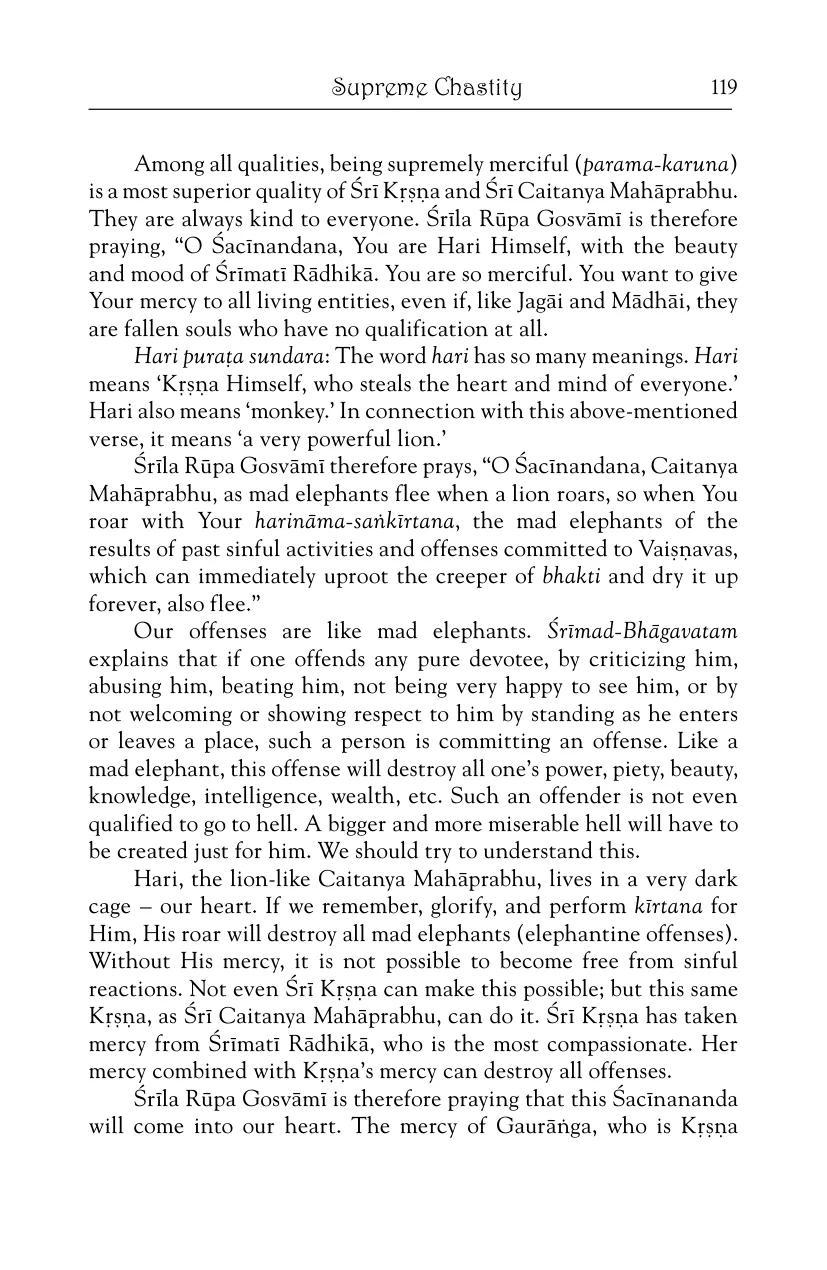 Supreme Chastity 119
Among all qualities, being supremely merciful (parama-karuna)
is a most superior quality of Śrī Kṛṣṇa and Śrī Caitanya Mahāprabhu.
They are always kind to everyone. Śrīla Rūpa Gosvāmī is therefore
praying, “O Śacīnandana, You are Hari Himself, with the beauty
and mood of Śrīmatī Rādhikā. You are so merciful. You want to give
Your mercy to all living entities, even if, like Jagāi and Mādhāi, they
are fallen souls who have no qualification at all.
Hari puraṭa sundara: The word hari has so many meanings. Hari
means ‘Kṛṣṇa Himself, who steals the heart and mind of everyone.’
Hari also means ‘monkey.’ In connection with this above-mentioned
verse, it means ‘a very powerful lion.’
Śrīla Rūpa Gosvāmī therefore prays, “O Śacīnandana, Caitanya
Mahāprabhu, as mad elephants flee when a lion roars, so when You
roar with Your harināma-saṅkīrtana, the mad elephants of the
results of past sinful activities and offenses committed to Vaiṣṇavas,
which can immediately uproot the creeper of bhakti and dry it up
forever, also flee.”
Our offenses are like mad elephants. Śrīmad-Bhāgavatam
explains that if one offends any pure devotee, by criticizing him,
abusing him, beating him, not being very happy to see him, or by
not welcoming or showing respect to him by standing as he enters
or leaves a place, such a person is committing an offense. Like a
mad elephant, this offense will destroy all one’s power, piety, beauty,
knowledge, intelligence, wealth, etc. Such an offender is not even
qualified to go to hell. A bigger and more miserable hell will have to
be created just for him. We should try to understand this.
Hari, the lion-like Caitanya Mahāprabhu, lives in a very dark
cage – our heart. If we remember, glorify, and perform kīrtana for
Him, His roar will destroy all mad elephants (elephantine offenses).
Without His mercy, it is not possible to become free from sinful
reactions. Not even Śrī Kṛṣṇa can make this possible; but this same
Kṛṣṇa, as Śrī Caitanya Mahāprabhu, can do it. Śrī Kṛṣṇa has taken
mercy from Śrīmatī Rādhikā, who is the most compassionate. Her
mercy combined with Kṛṣṇa’s mercy can destroy all offenses.
Śrīla Rūpa Gosvāmī is therefore praying that this Śacīnananda
will come into our heart. The mercy of Gaurāṅga, who is Kṛṣṇa